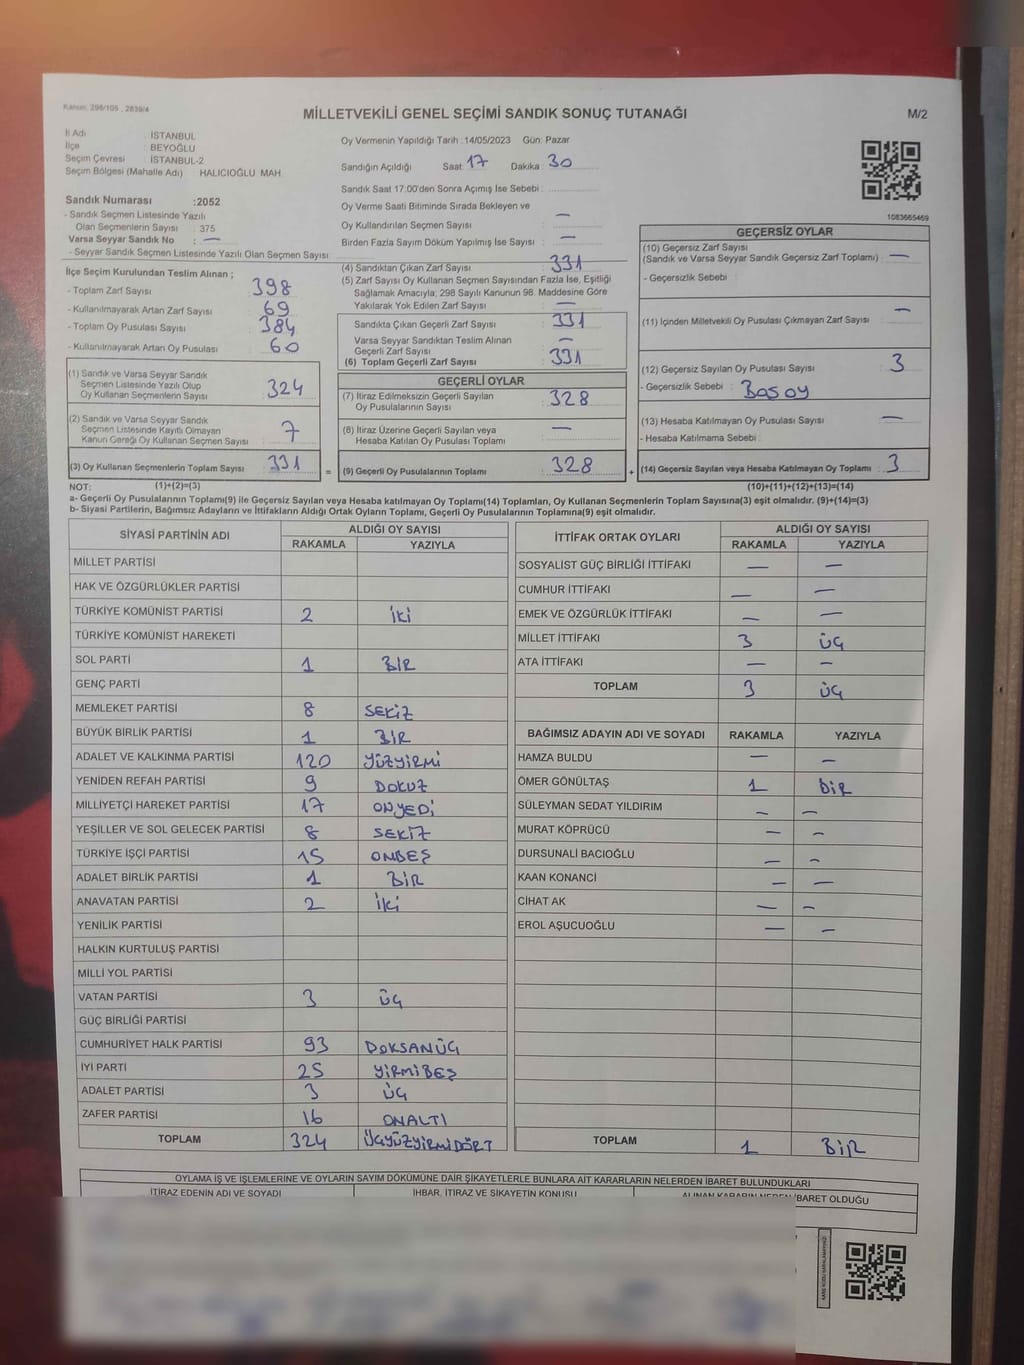 Kanun: 298/105 , 2839/4
MİLLETVEKİLİ GENEL SEÇİMİ SANDIK SONUÇ TUTANAĞI
M/2
İl Adı : İSTANBUL
İlçe : BEYOĞLU
Seçim Çevresi : İSTANBUL-2
Seçim Bölgesi (Mahalle Adı) HALICIOĞLU MAH
Sandık Numarası :2052
- Sandık Seçmen Listesinde Yazılı
Olan Seçmenlerin Sayısı : 375
Varsa Seyyar Sandık No : —
- Seyyar Sandık Seçmen Listesinde Yazılı Olan Seçmen Sayısı
Oy Vermenin Yapıldığı Tarih :14/05/2023 Gün: Pazar
Sandığın Açıldığı Saat: 17 Dakika: 30
Sandık Saat 17:00'den Sonra Açımış İse Sebebi :
Oy Verme Saati Bitiminde Sırada Bekleyen ve
Oy Kullandırılan Seçmen Sayısı : —
Birden Fazla Sayım Döküm Yapılmış İse Sayısı : —
1083665469
İlçe Seçim Kurulundan Teslim Alınan ;
- Toplam Zarf Sayısı : 398
- Kullanılmayarak Artan Zarf Sayısı : 69
- Toplam Oy Pusulası Sayısı : 384
- Kullanılmayarak Artan Oy Pusulası : 60
(1) Sandık ve Varsa Seyyar Sandık
Seçmen Listesinde Yazılı Olup
Oy Kullanan Seçmenlerin Sayısı : 324
(2) Sandık ve Varsa Seyyar Sandık
Seçmen Listesinde Kayıtlı Olmayan
Kanun Gereği Oy Kullanan Seçmen Sayısı : 7
(3) Oy Kullanan Seçmenlerin Toplam Sayısı : 331
(4) Sandıktan Çıkan Zarf Sayısı : 331
(5) Zarf Sayısı Oy Kullanan Seçmen Sayısından Fazla İse, Eşitliği
Sağlamak Amacıyla, 298 Sayılı Kanunun 98. Maddesine Göre
Yakılarak Yok Edilen Zarf Sayısı : —
Sandıkta Çıkan Geçerli Zarf Sayısı : 331
Varsa Seyyar Sandıktan Teslim Alınan
Geçerli Zarf Sayısı : —
(6) Toplam Geçerli Zarf Sayısı : 331
GEÇERLİ OYLAR
(7) İtiraz Edilmeksizin Geçerli Sayılan
Oy Pusulalarının Sayısı : 328
(8) İtiraz Üzerine Geçerli Sayılan veya
Hesaba Katılan Oy Pusulası Toplamı : —
= (9) Geçerli Oy Pusulalarının Toplamı : 328
GEÇERSİZ OYLAR
(10) Geçersiz Zarf Sayısı
(Sandık ve Varsa Seyyar Sandık Geçersiz Zarf Toplamı) : —
- Geçersizlik Sebebi :
(11) İçinden Milletvekili Oy Pusulası Çıkmayan Zarf Sayısı : —
(12) Geçersiz Sayılan Oy Pusulası Sayısı : 3
- Geçersizlik Sebebi : Boş oy
(13) Hesaba Katılmayan Oy Pusulası Sayısı : —
- Hesaba Katılmama Sebebi :
+ (14) Geçersiz Sayılan veya Hesaba Katılmayan Oy Toplamı : 3
NOT: (1)+(2)=(3)
(10)+(11)+(12)+(13)=(14)
a- Geçerli Oy Pusulalarının Toplamı(9) ile Geçersiz Sayılan veya Hesaba katılmayan Oy Toplamı(14) Toplamları, Oy Kullanan Seçmenlerin Toplam Sayısına(3) eşit olmalıdır. (9)+(14)=(3)
b- Siyasi Partilerin, Bağımsız Adayların ve İttifakların Aldığı Ortak Oyların Toplamı, Geçerli Oy Pusulalarının Toplamına(9) eşit olmalıdır.
SİYASİ PARTİNİN ADI ALDIĞI OY SAYISI
RAKAMLA YAZIYLA
MİLLET PARTİSİ
HAK VE ÖZGÜRLÜKLER PARTİSİ
TÜRKİYE KOMÜNİST PARTİSİ 2 iki
TÜRKİYE KOMÜNİST HAREKETİ
SOL PARTİ 1 BİR
GENÇ PARTİ
MEMLEKET PARTİSİ 8 SEKİZ
BÜYÜK BİRLİK PARTİSİ 1 BİR
ADALET VE KALKINMA PARTİSİ 120 YÜZYİRMİ
YENİDEN REFAH PARTİSİ 9 DOKUZ
MİLLİYETÇİ HAREKET PARTİSİ 17 ONYEDİ
YEŞİLLER VE SOL GELECEK PARTİSİ 8 SEKİZ
TÜRKİYE İŞÇİ PARTİSİ 15 ONBEŞ
ADALET BİRLİK PARTİSİ 1 BİR
ANAVATAN PARTİSİ 2 iki
YENİLİK PARTİSİ
HALKIN KURTULUŞ PARTİSİ
MİLLİ YOL PARTİSİ
VATAN PARTİSİ 3 ÜÇ
GÜÇ BİRLİĞİ PARTİSİ
CUMHURİYET HALK PARTİSİ 93 DOKSANÜÇ
İYİ PARTİ 25 YİRMİBEŞ
ADALET PARTİSİ 3 ÜÇ
ZAFER PARTİSİ 16 ONALTI
TOPLAM 324 ÜÇYÜZYİRMİDÖRT
İTTİFAK ORTAK OYLARI ALDIĞI OY SAYISI
RAKAMLA YAZIYLA
SOSYALİST GÜÇ BİRLİĞİ İTTİFAKI — —
CUMHUR İTTİFAKI — —
EMEK VE ÖZGÜRLÜK İTTİFAKI — —
MİLLET İTTİFAKI 3 ÜÇ
ATA İTTİFAKI — —
TOPLAM 3 ÜÇ
BAĞIMSIZ ADAYIN ADI VE SOYADI RAKAMLA YAZIYLA
HAMZA BULDU — —
ÖMER GÖNÜLTAŞ 1 BİR
SÜLEYMAN SEDAT YILDIRIM — —
MURAT KÖPRÜCÜ — —
DURSUNALİ BACIOĞLU — —
KAAN KONANCİ — —
CİHAT AK — —
EROL AŞUCUOĞLU — —
TOPLAM 1 BİR
OYLAMA İŞ VE İŞLEMLERİNE VE OYLARIN SAYIM DÖKÜMÜNE DAİR ŞİKAYETLERLE BUNLARA AİT KARARLARIN NELERDEN İBARET BULUNDUKLARI
İTİRAZ EDENİN ADI VE SOYADI İHBAR, İTİRAZ VE ŞİKAYETİN KONUSU ALINAN KARARIN NEDEN İBARET OLDUĞU